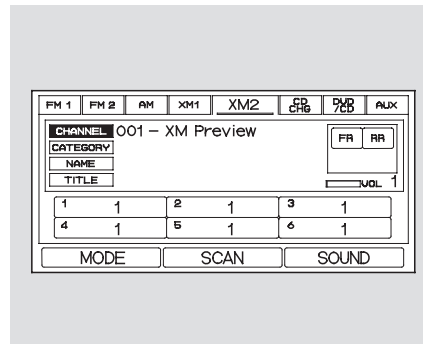 FM 1 FM 2 AM XM1 XM2 CD CHG DVD /CD AUX
CHANNEL 001 – XM Preview
CATEGORY
NAME
TITLE
FR RR
VOL 1
1 1 2 1 3 1
4 1 5 1 6 1
MODE SCAN SOUND